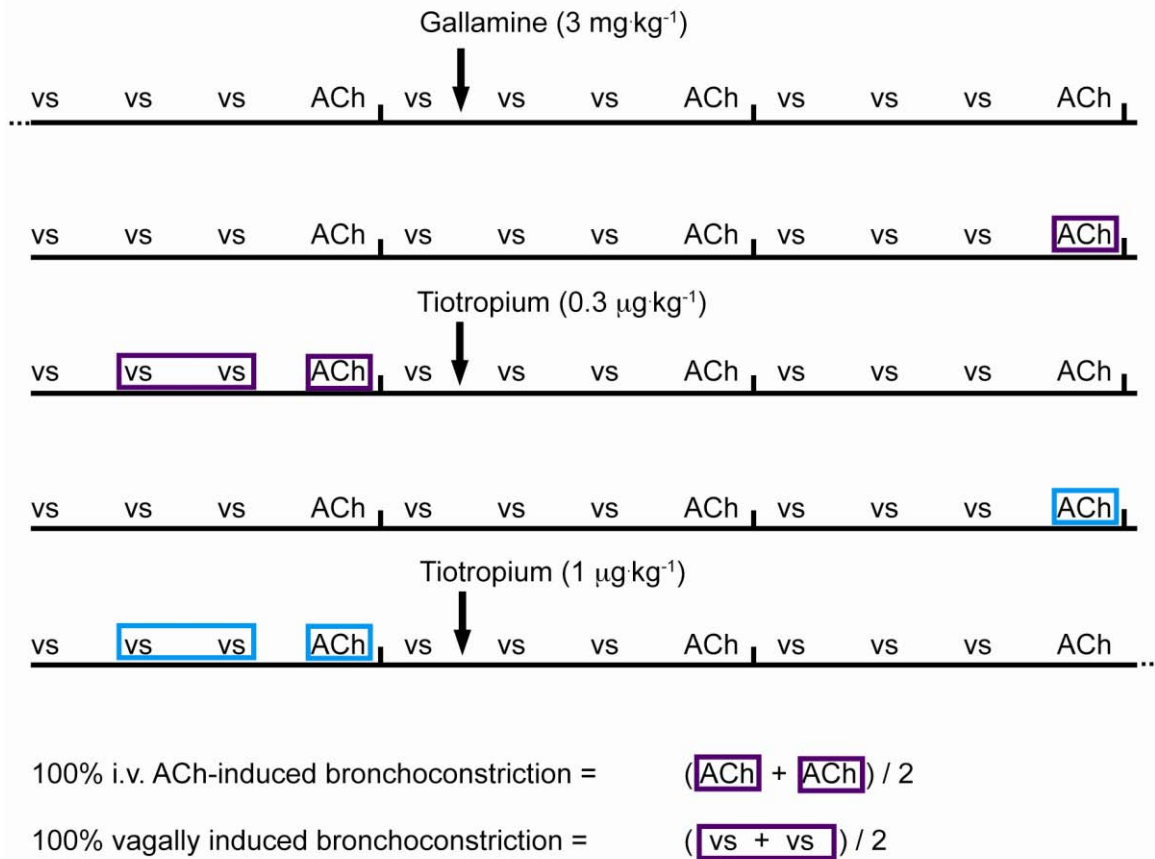 Gallamine (3 mg·kg⁻¹)
vs vs vs ACh vs vs vs ACh vs vs vs ACh
vs vs vs ACh vs vs vs ACh vs vs vs ACh
Tiotropium (0.3 µg·kg⁻¹)
vs vs vs ACh vs vs vs ACh vs vs vs ACh
vs vs vs ACh vs vs vs ACh vs vs vs ACh
Tiotropium (1 µg·kg⁻¹)
vs vs vs ACh vs vs vs ACh vs vs vs ACh
100% i.v. ACh-induced bronchoconstriction = (ACh + ACh) / 2
100% vagally induced bronchoconstriction = (vs + vs) / 2